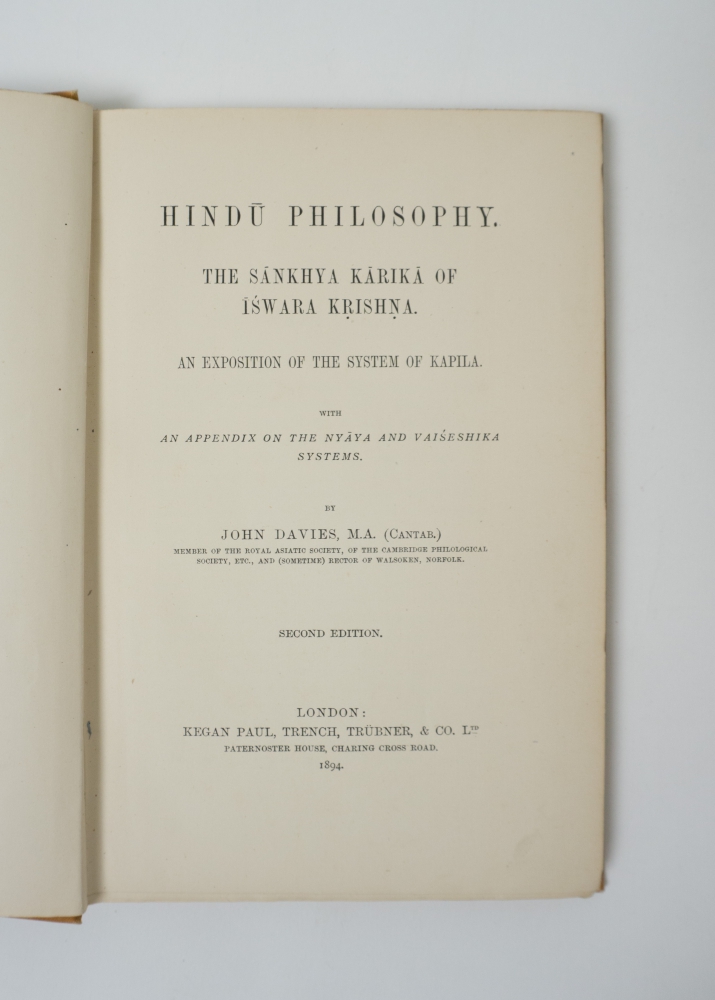 HINDŪ PHILOSOPHY.
THE SĀNKHYA KĀRIKĀ OF
ĪŚWARA KṚISHṆA.
AN EXPOSITION OF THE SYSTEM OF KAPILA.
WITH
AN APPENDIX ON THE NYĀYA AND VAIŚESHIKA
SYSTEMS.
BY
JOHN DAVIES, M.A. (CANTAB.)
MEMBER OF THE ROYAL ASIATIC SOCIETY, OF THE CAMBRIDGE PHILOLOGICAL
SOCIETY, ETC., AND (SOMETIME) RECTOR OF WALSOKEN, NORFOLK.
SECOND EDITION.
LONDON:
KEGAN PAUL, TRENCH, TRÜBNER, & CO. LTD
PATERNOSTER HOUSE, CHARING CROSS ROAD.
1894.